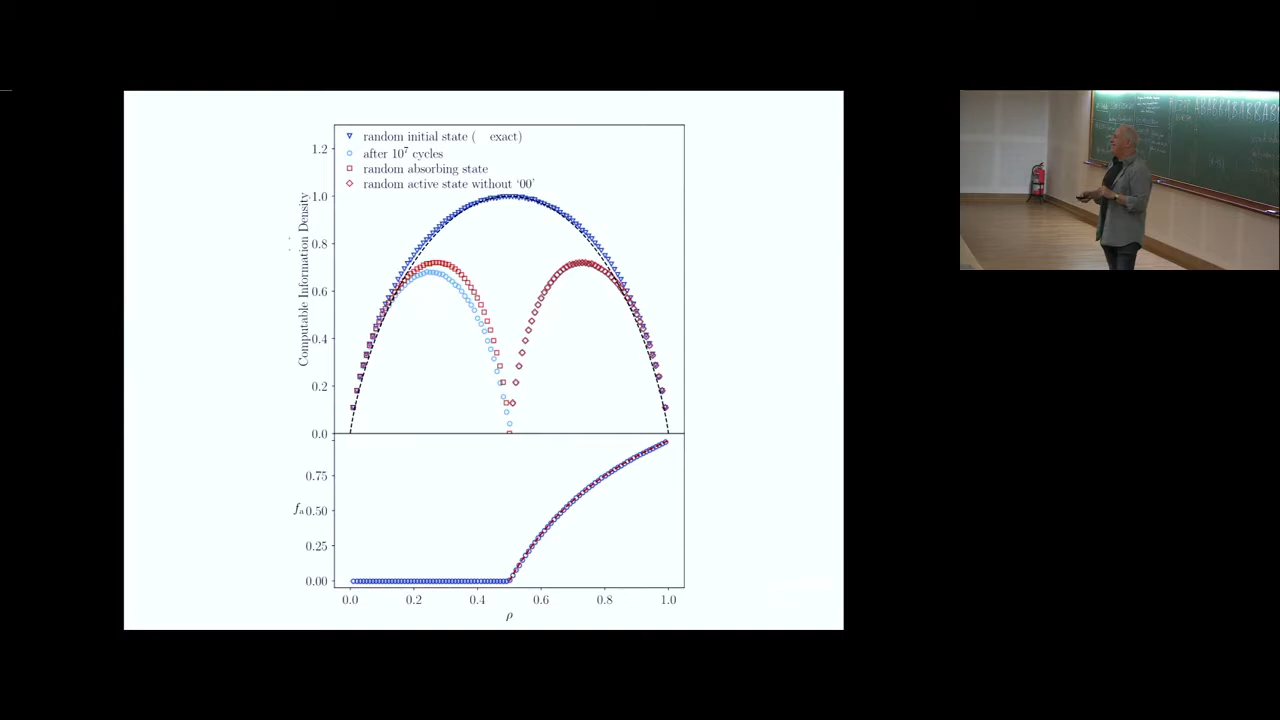 random initial state ( exact)
after 10⁷ cycles
random absorbing state
random active state without ‘00’
Computable Information Density
1.2
1.0
0.8
0.6
0.4
0.2
0.0
fₐ
0.75
0.50
0.25
0.00
0.0 0.2 0.4 0.6 0.8 1.0
ρ